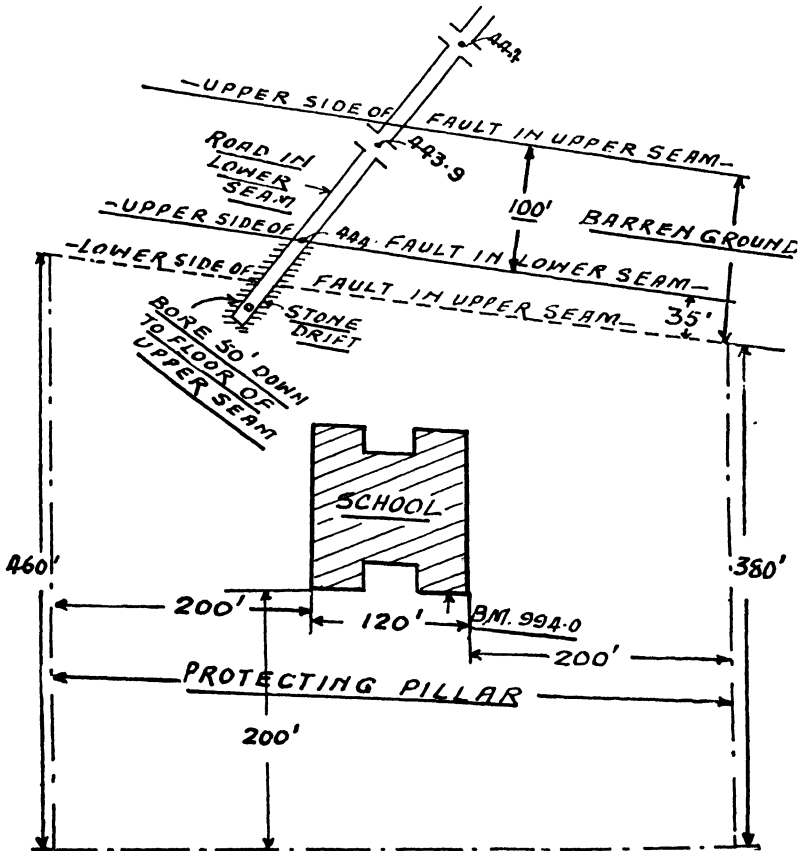 444
-UPPER SIDE OF FAULT IN UPPER SEAM-
443.9
ROAD IN
LOWER
SEAM
100'
BARREN GROUND
-UPPER SIDE OF 444. FAULT IN LOWER SEAM-
-LOWER SIDE OF FAULT IN UPPER SEAM-
35'
STONE
DRIFT
BORE 50' DOWN
TO FLOOR OF
UPPER SEAM
SCHOOL
460'
380'
200'
120'
B.M. 994.0
200'
PROTECTING PILLAR
200'